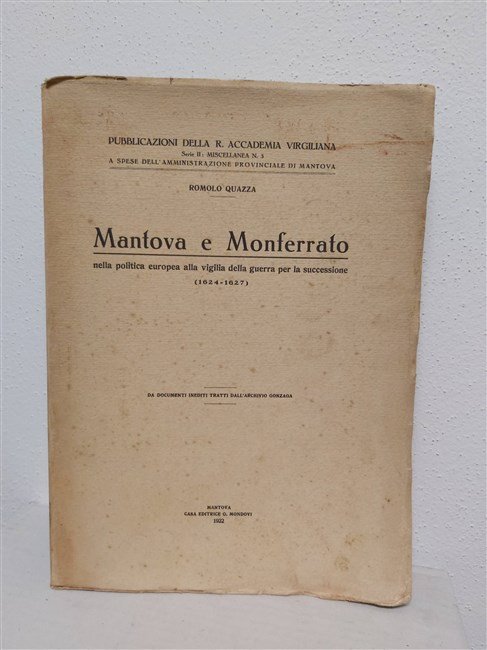 PUBBLICAZIONI DELLA R. ACCADEMIA VIRGILIANA
Serie II: MISCELLANEA N. 3
A SPESE DELL'AMMINISTRAZIONE PROVINCIALE DI MANTOVA
ROMOLO QUAZZA
Mantova e Monferrato
nella politica europea alla vigilia della guerra per la successione
(1624-1627)
DA DOCUMENTI INEDITI TRATTI DALL'ARCHIVIO GONZAGA
MANTOVA
CASA EDITRICE G. MONDOVI
1922